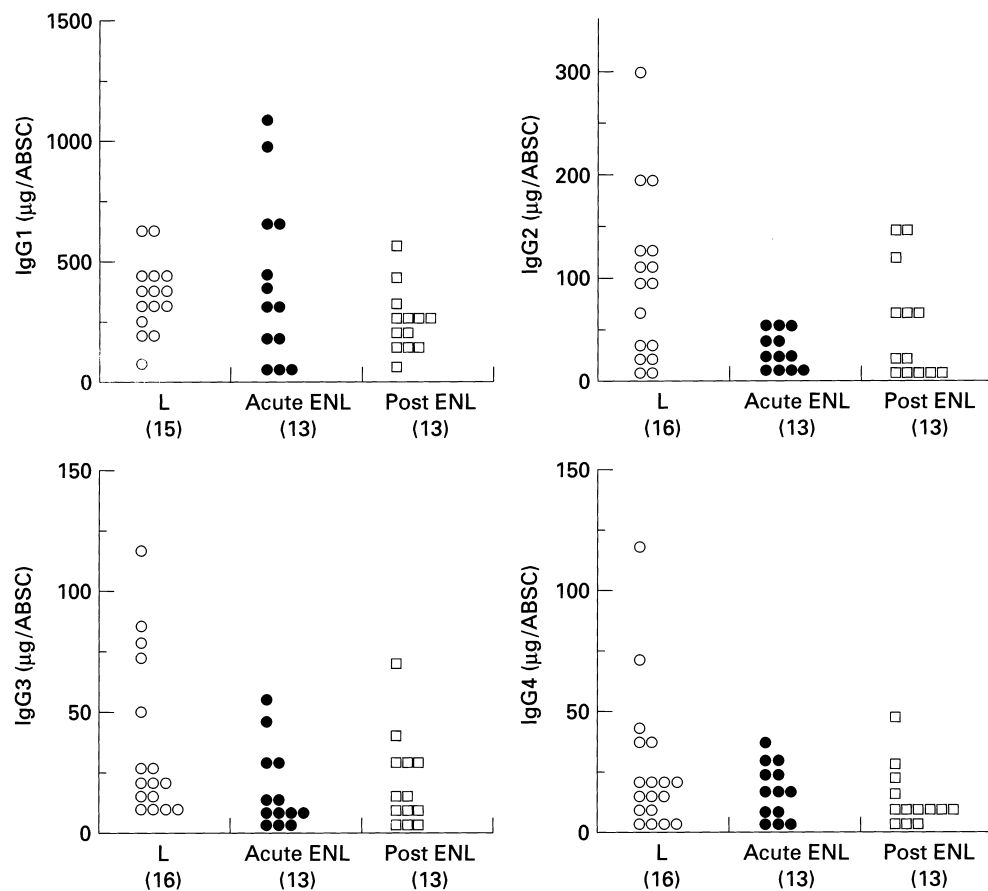 1500
1000
500
0
IgG1 (µg/ABSC)
L Acute ENL Post ENL
(15) (13) (13)
300
200
100
0
IgG2 (µg/ABSC)
L Acute ENL Post ENL
(16) (13) (13)
150
100
50
0
IgG3 (µg/ABSC)
L Acute ENL Post ENL
(16) (13) (13)
150
100
50
0
IgG4 (µg/ABSC)
L Acute ENL Post ENL
(16) (13) (13)